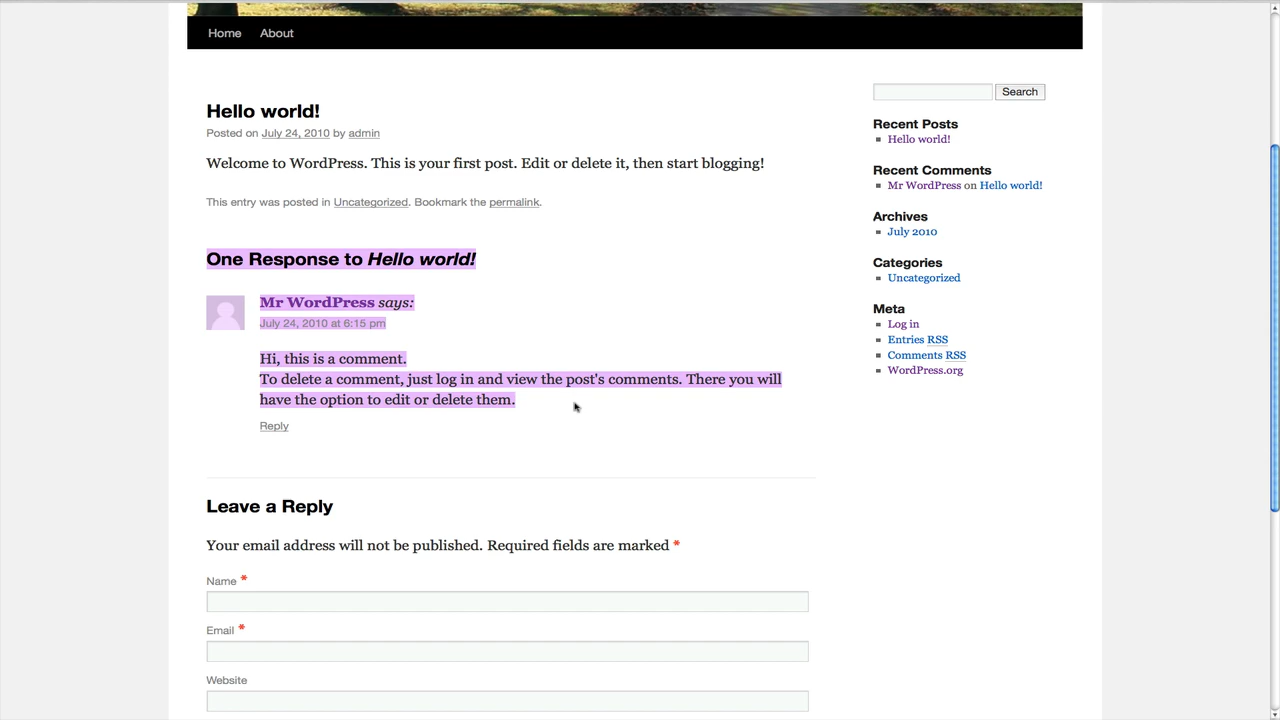 Home About
Hello world!
Posted on July 24, 2010 by admin
Welcome to WordPress. This is your first post. Edit or delete it, then start blogging!
This entry was posted in Uncategorized. Bookmark the permalink.
One Response to Hello world!
Mr WordPress says:
July 24, 2010 at 6:15 pm
Hi, this is a comment.
To delete a comment, just log in and view the post's comments. There you will
have the option to edit or delete them.
Reply
Leave a Reply
Your email address will not be published. Required fields are marked *
Name *
Email *
Website
Search
Recent Posts
Hello world!
Recent Comments
Mr WordPress on Hello world!
Archives
July 2010
Categories
Uncategorized
Meta
Log in
Entries RSS
Comments RSS
WordPress.org